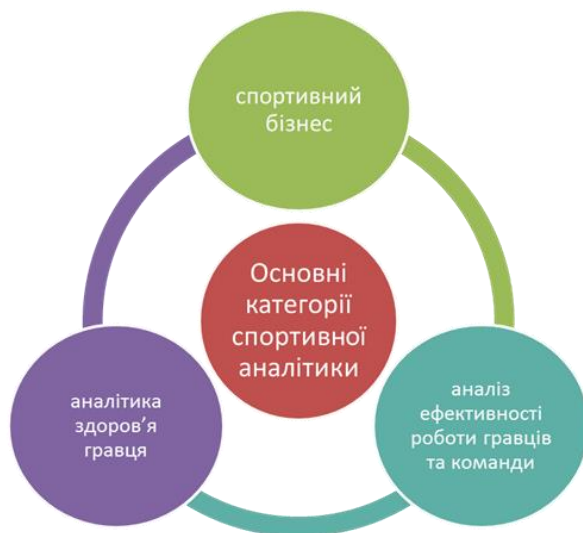 спортивний
бізнес
Основні
категорії
спортивної
аналітики
аналітика
здоров’я
гравця
аналіз
ефективності
роботи гравців
та команди